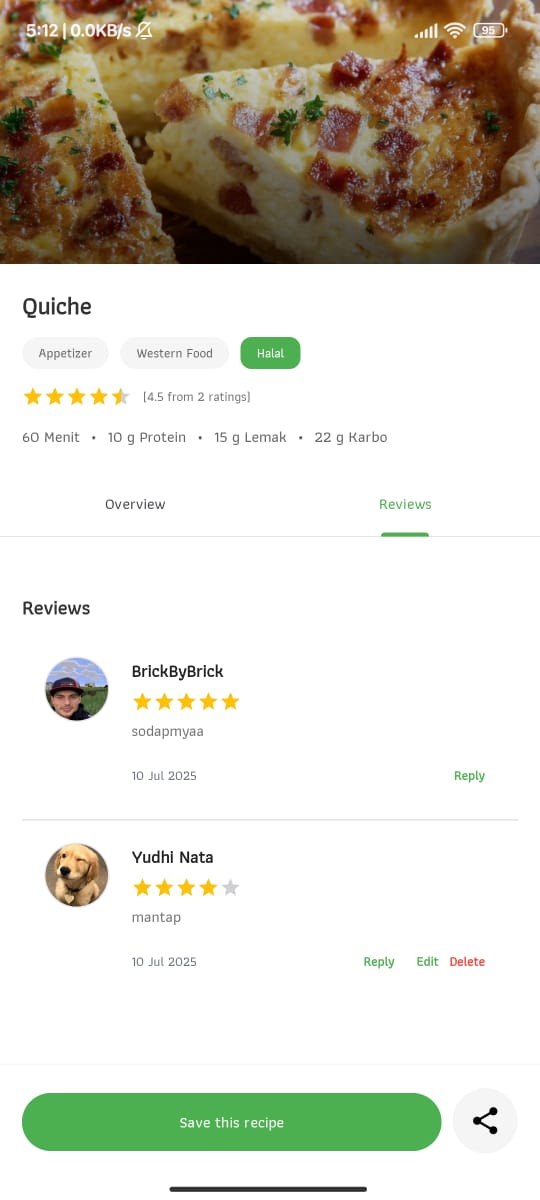 5:12 | 0.0KB/s 95
Quiche
Appetizer Western Food Halal
(4.5 from 2 ratings)
60 Menit • 10 g Protein • 15 g Lemak • 22 g Karbo
Overview Reviews
Reviews
BrickByBrick
sodapmyaa
10 Jul 2025 Reply
Yudhi Nata
mantap
10 Jul 2025 Reply Edit Delete
Save this recipe